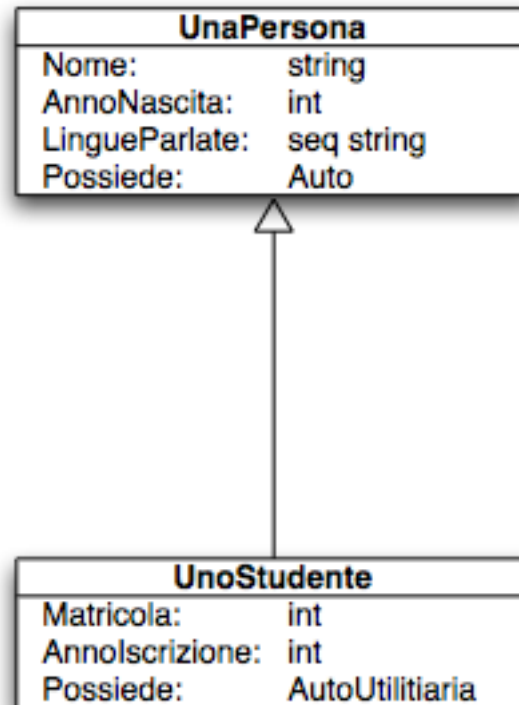 UnaPersona
Nome: string
AnnoNascita: int
LingueParlate: seq string
Possiede: Auto
UnoStudente
Matricola: int
AnnoIscrizione: int
Possiede: AutoUtilitiaria